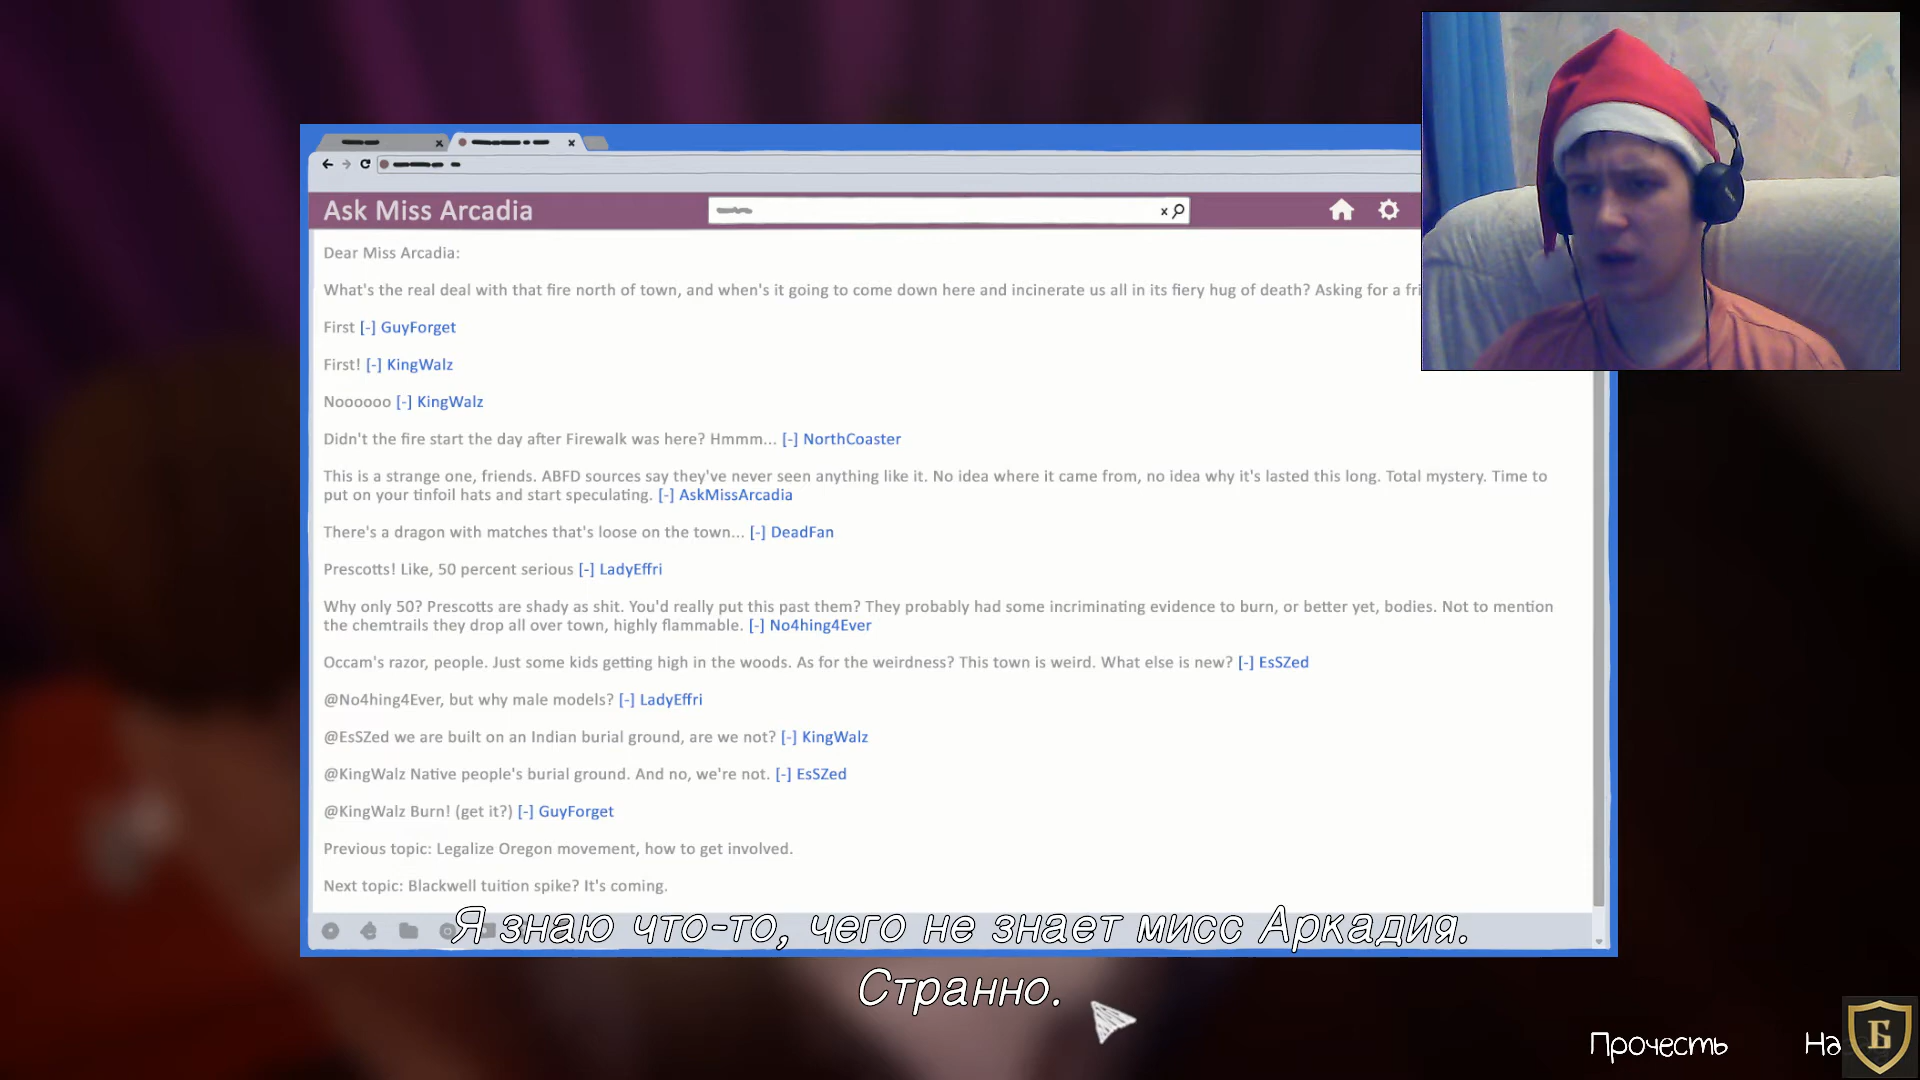 Ask Miss Arcadia
Dear Miss Arcadia:
What's the real deal with that fire north of town, and when's it going to come down here and incinerate us all in its fiery hug of death? Asking for a fri
First [-] GuyForget
First! [-] KingWalz
Noooooo [-] KingWalz
Didn't the fire start the day after Firewalk was here? Hmmm... [-] NorthCoaster
This is a strange one, friends. ABFD sources say they've never seen anything like it. No idea where it came from, no idea why it's lasted this long. Total mystery. Time to
put on your tinfoil hats and start speculating. [-] AskMissArcadia
There's a dragon with matches that's loose on the town... [-] DeadFan
Prescotts! Like, 50 percent serious [-] LadyEffri
Why only 50? Prescotts are shady as shit. You'd really put this past them? They probably had some incriminating evidence to burn, or better yet, bodies. Not to mention
the chemtrails they drop all over town, highly flammable. [-] No4hing4Ever
Occam's razor, people. Just some kids getting high in the woods. As for the weirdness? This town is weird. What else is new? [-] EsSZed
@No4hing4Ever, but why male models? [-] LadyEffri
@EsSZed we are built on an Indian burial ground, are we not? [-] KingWalz
@KingWalz Native people's burial ground. And no, we're not. [-] EsSZed
@KingWalz Burn! (get it?) [-] GuyForget
Previous topic: Legalize Oregon movement, how to get involved.
Next topic: Blackwell tuition spike? It's coming.
Я знаю что-то, чего не знает мисс Аркадия.
Странно.
Прочесть На
Б